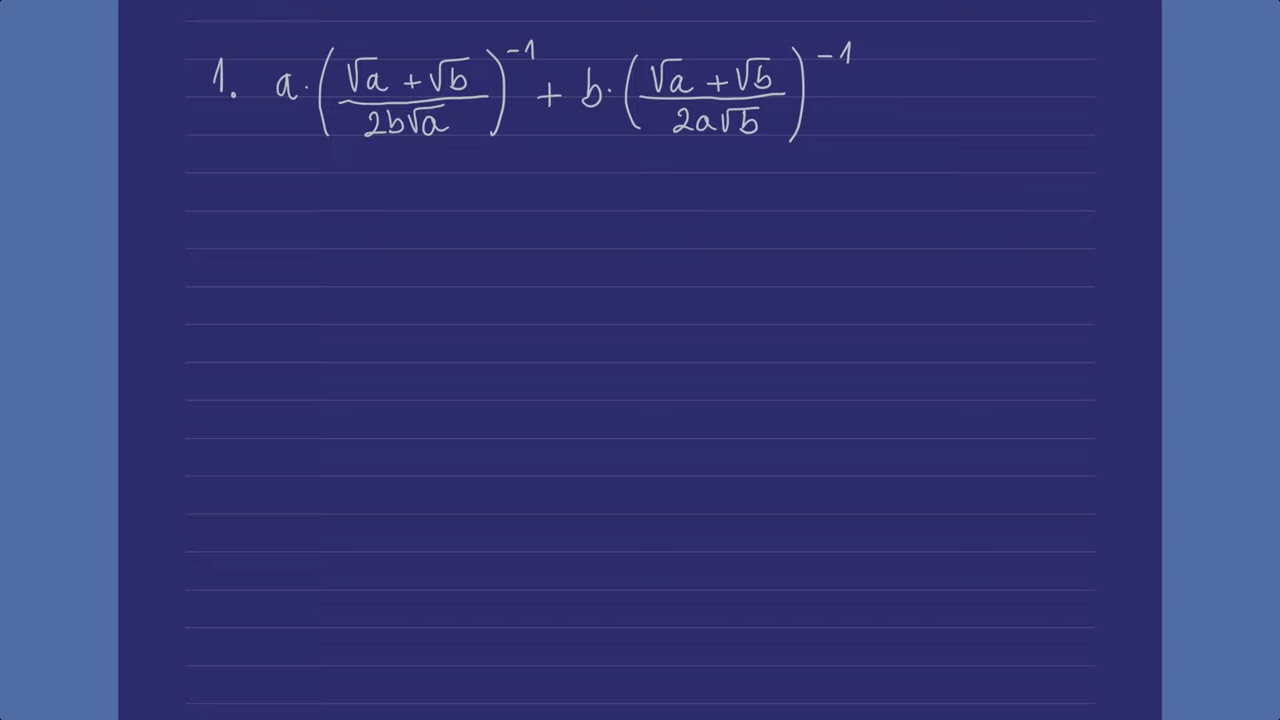 1. a · ( (√a + √b) / (2b√a) )⁻¹ + b · ( (√a + √b) / (2a√b) )⁻¹